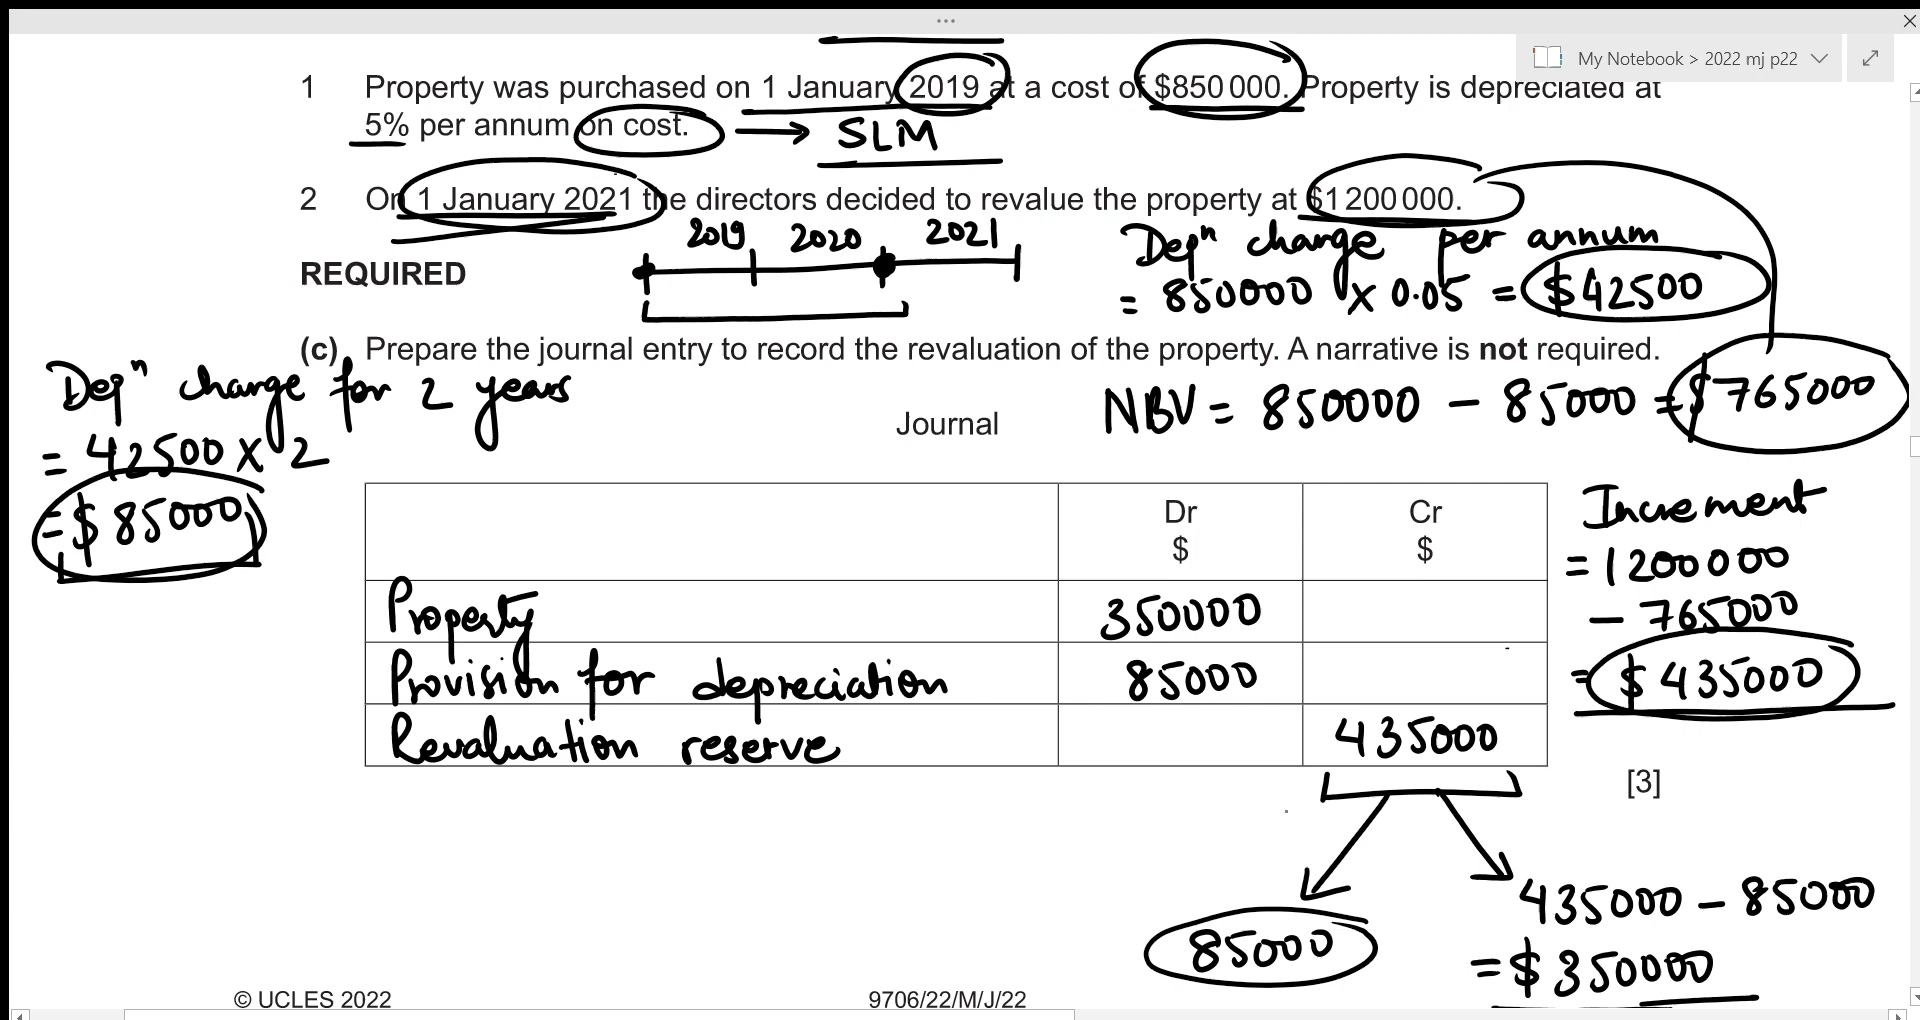 My Notebook > 2022 mj p22
1 Property was purchased on 1 January 2019 at a cost of $850 000. Property is depreciated at
5% per annum on cost. → SLM
2 On 1 January 2021 the directors decided to revalue the property at $1 200 000.
2019 2020 2021
Depⁿ charge per annum
= 850000 x 0.05 = $42500
REQUIRED
(c) Prepare the journal entry to record the revaluation of the property. A narrative is not required.
Depⁿ charge for 2 years
= 42500 x 2
= $85000
NBV = 850000 - 85000 = $765000
Journal
Dr Cr
$ $
Property 350000
Provision for depreciation 85000
Revaluation reserve 435000
Increment
= 1200000
- 765000
= $435000
[3]
85000
435000 - 85000
= $350000
© UCLES 2022 9706/22/M/J/22